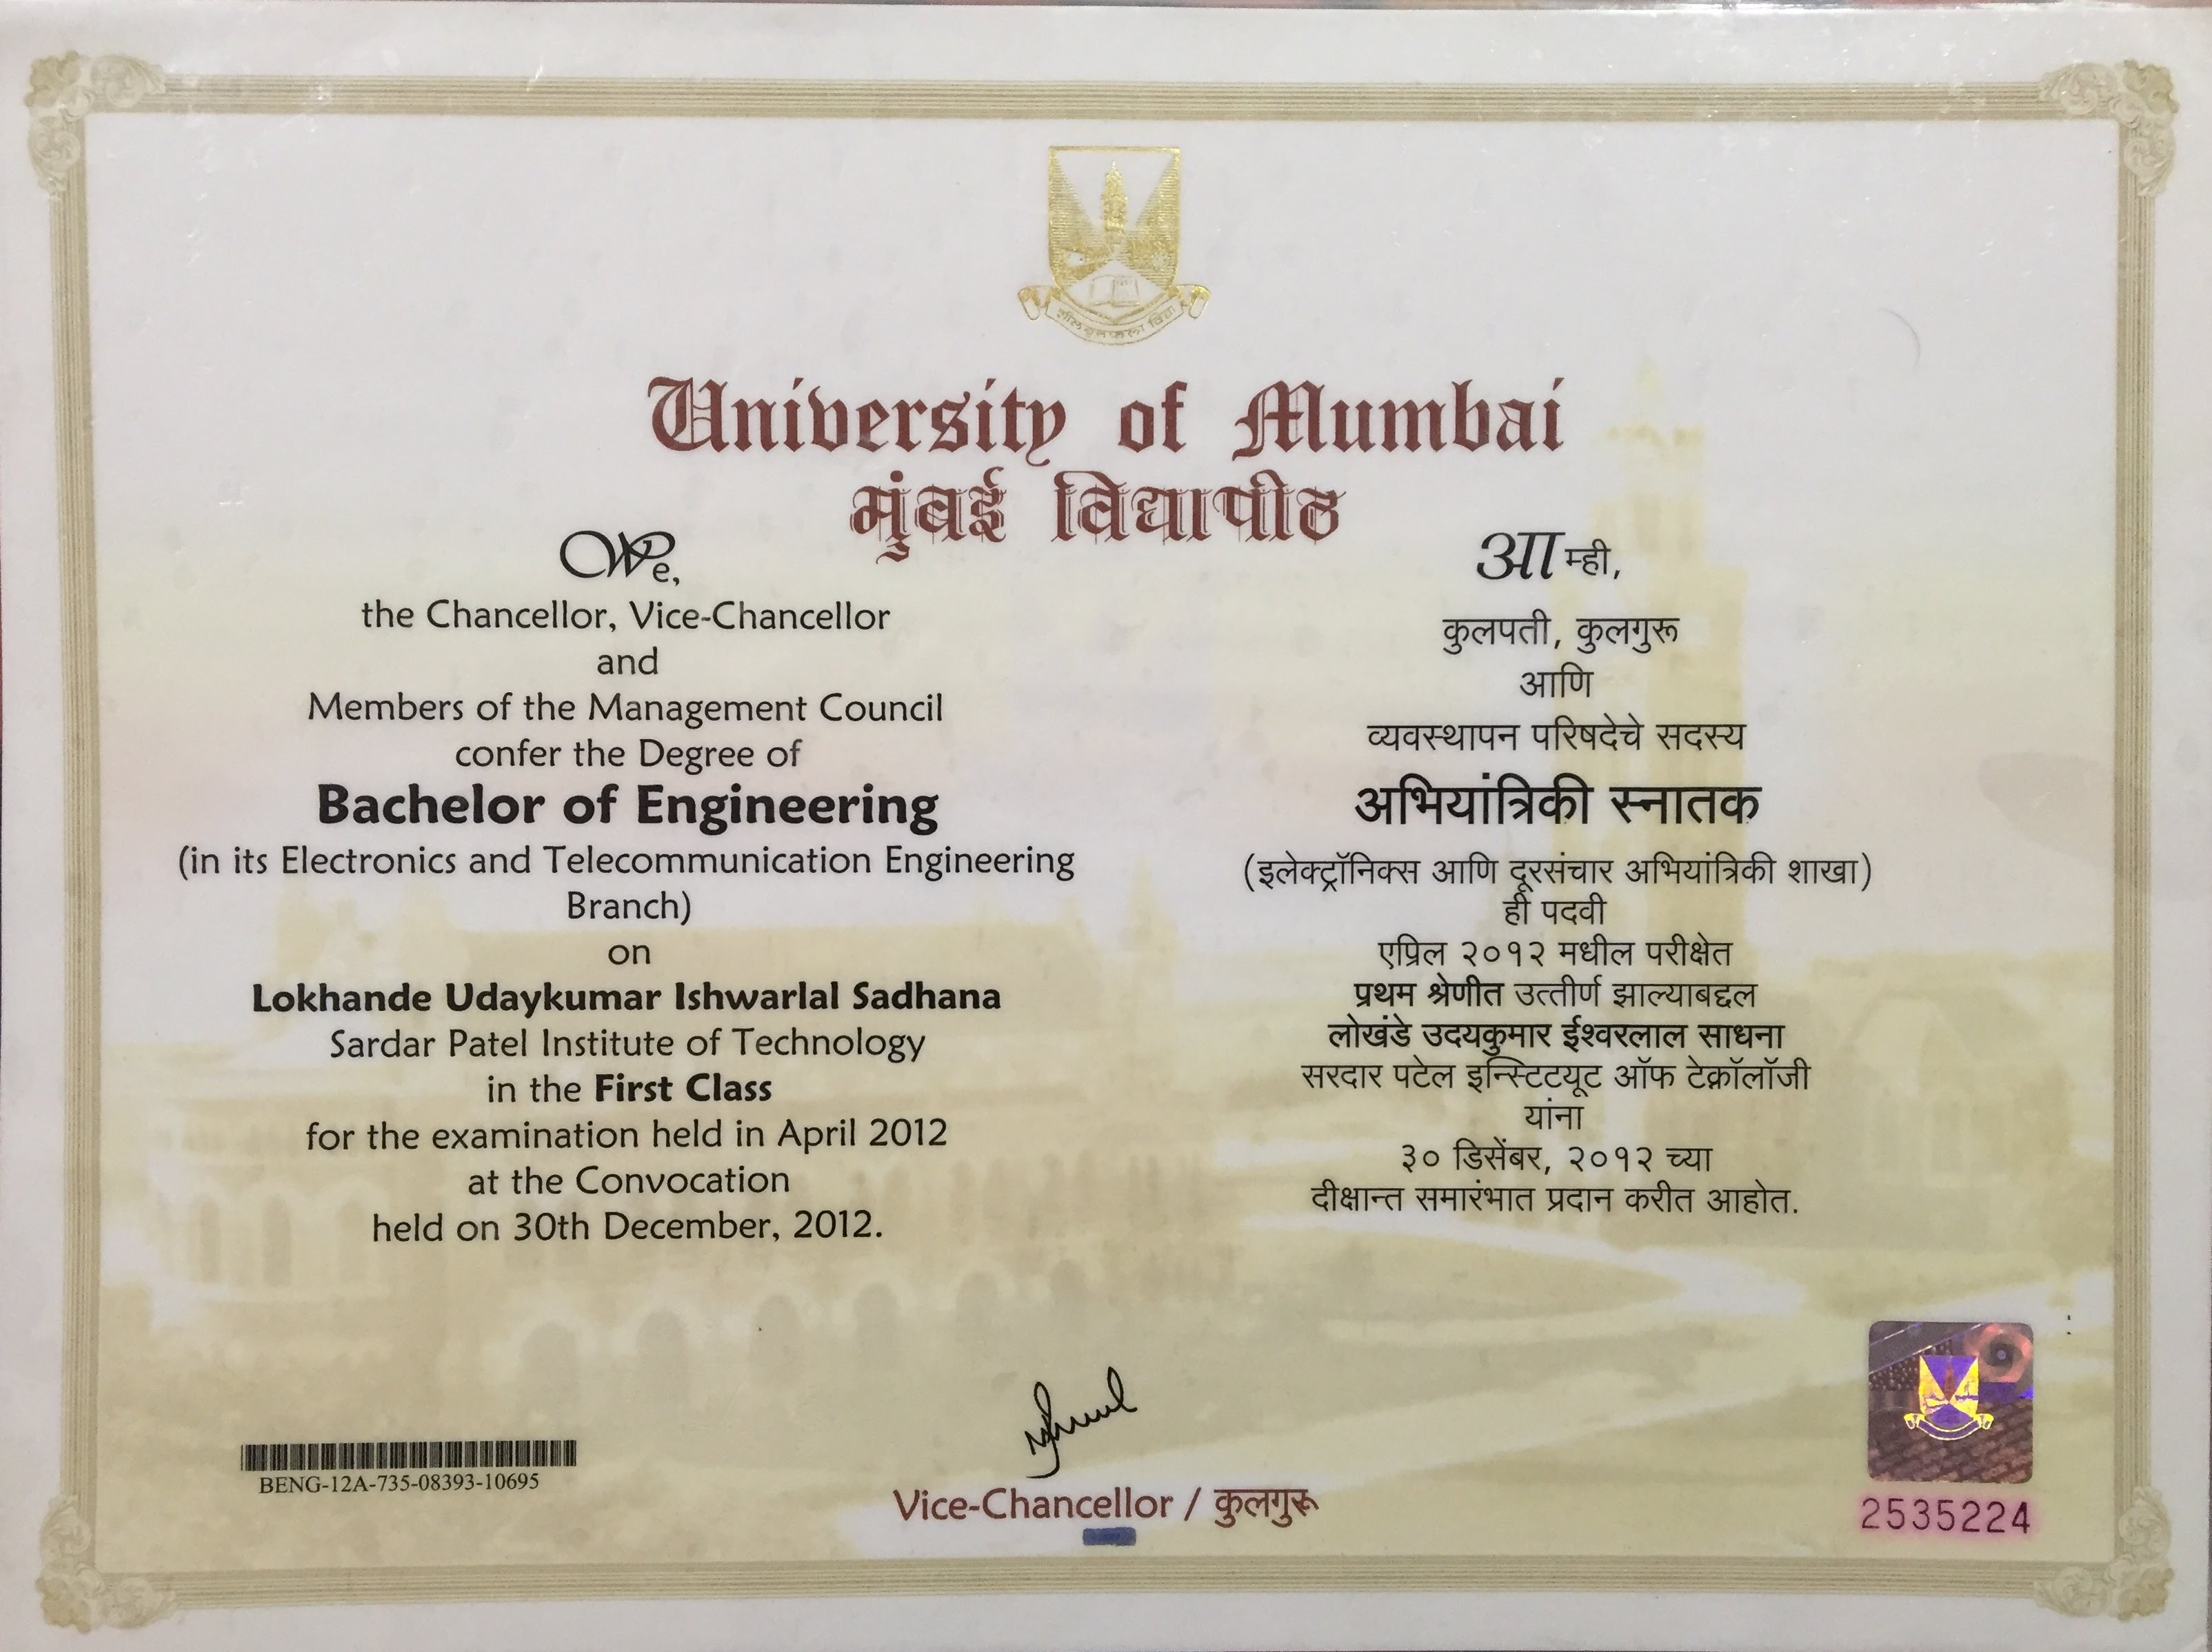 शीलवृतफला विद्या
University of Mumbai
मुंबई विद्यापीठ
We,
the Chancellor, Vice-Chancellor
and
Members of the Management Council
confer the Degree of
Bachelor of Engineering
(in its Electronics and Telecommunication Engineering
Branch)
on
Lokhande Udaykumar Ishwarlal Sadhana
Sardar Patel Institute of Technology
in the First Class
for the examination held in April 2012
at the Convocation
held on 30th December, 2012.
आम्ही,
कुलपती, कुलगुरू
आणि
व्यवस्थापन परिषदेचे सदस्य
अभियांत्रिकी स्नातक
(इलेक्ट्रॉनिक्स आणि दूरसंचार अभियांत्रिकी शाखा)
ही पदवी
एप्रिल २०१२ मधील परीक्षेत
प्रथम श्रेणीत उत्तीर्ण झाल्याबद्दल
लोखंडे उदयकुमार ईश्वरलाल साधना
सरदार पटेल इन्स्टिटयूट ऑफ टेक्नॉलॉजी
यांना
३० डिसेंबर, २०१२ च्या
दीक्षान्त समारंभात प्रदान करीत आहोत.
BENG-12A-735-08393-10695
Vice-Chancellor / कुलगुरू
2535224